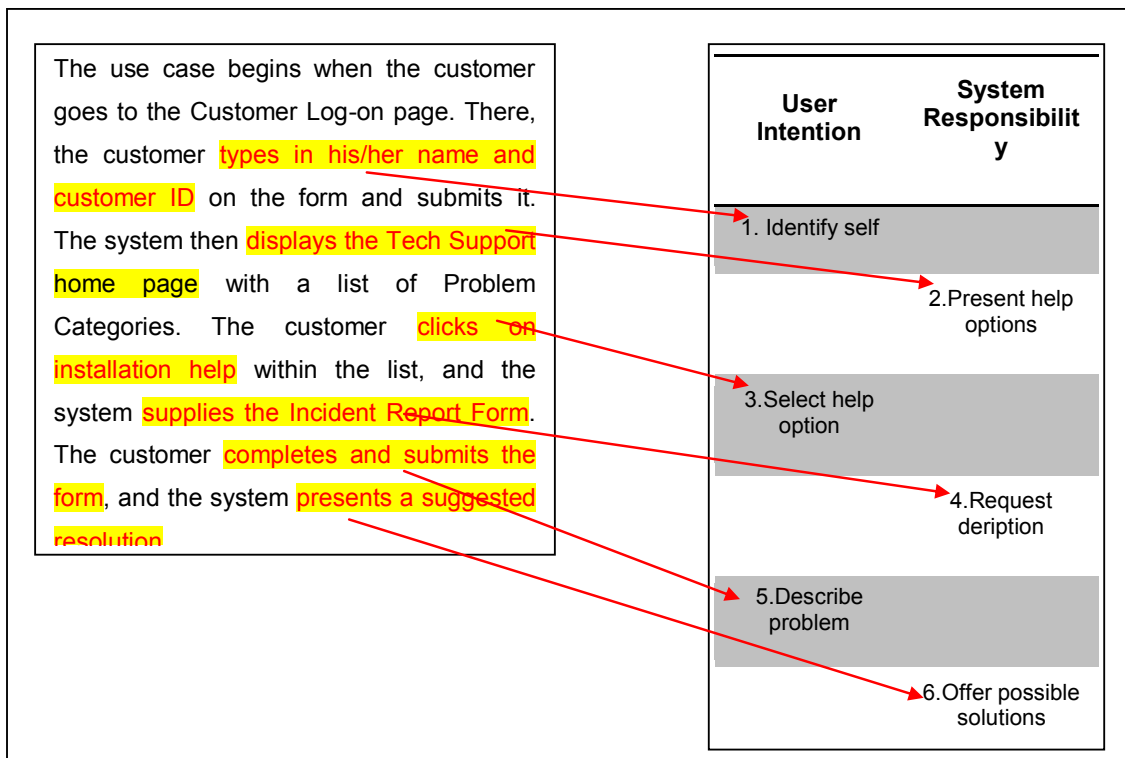 The use case begins when the customer
goes to the Customer Log-on page. There,
the customer types in his/her name and
customer ID on the form and submits it.
The system then displays the Tech Support
home page with a list of Problem
Categories. The customer clicks on
installation help within the list, and the
system supplies the Incident Report Form.
The customer completes and submits the
form, and the system presents a suggested
resolution
User
Intention
System
Responsibilit
y
1. Identify self
2.Present help
options
3.Select help
option
4.Request
deription
5.Describe
problem
6.Offer possible
solutions